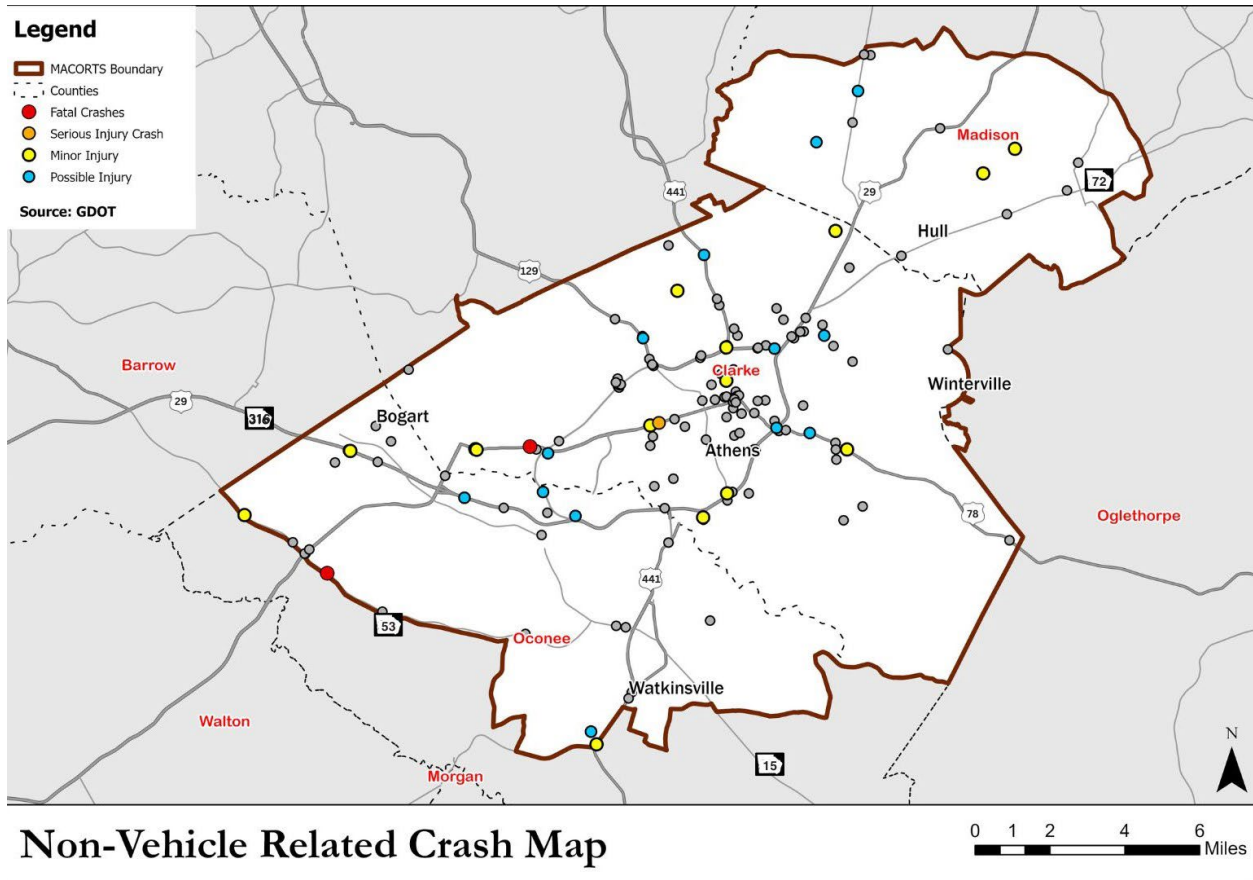 Legend
MACORTS Boundary
Counties
Fatal Crashes
Serious Injury Crash
Minor Injury
Possible Injury
Source: GDOT
Madison
72
441
29
Hull
129
Barrow
Clarke
Winterville
29
316
Bogart
Athens
78
Oglethorpe
441
53
Oconee
Watkinsville
Walton
Morgan
15
N
Non-Vehicle Related Crash Map
0 1 2 4 6
Miles